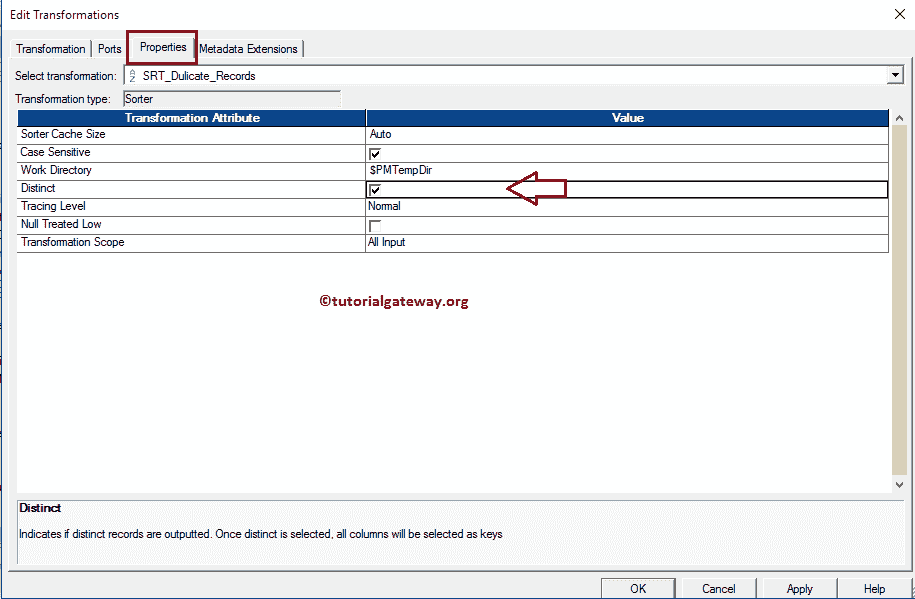 Edit Transformations
Transformation Ports Properties Metadata Extensions
Select transformation: SRT_Dulicate_Records
Transformation type: Sorter
Transformation Attribute Value
Sorter Cache Size Auto
Case Sensitive
Work Directory $PMTempDir
Distinct
Tracing Level Normal
Null Treated Low
Transformation Scope All Input
©tutorialgateway.org
Distinct
Indicates if distinct records are outputted. Once distinct is selected, all columns will be selected as keys
OK Cancel Apply Help